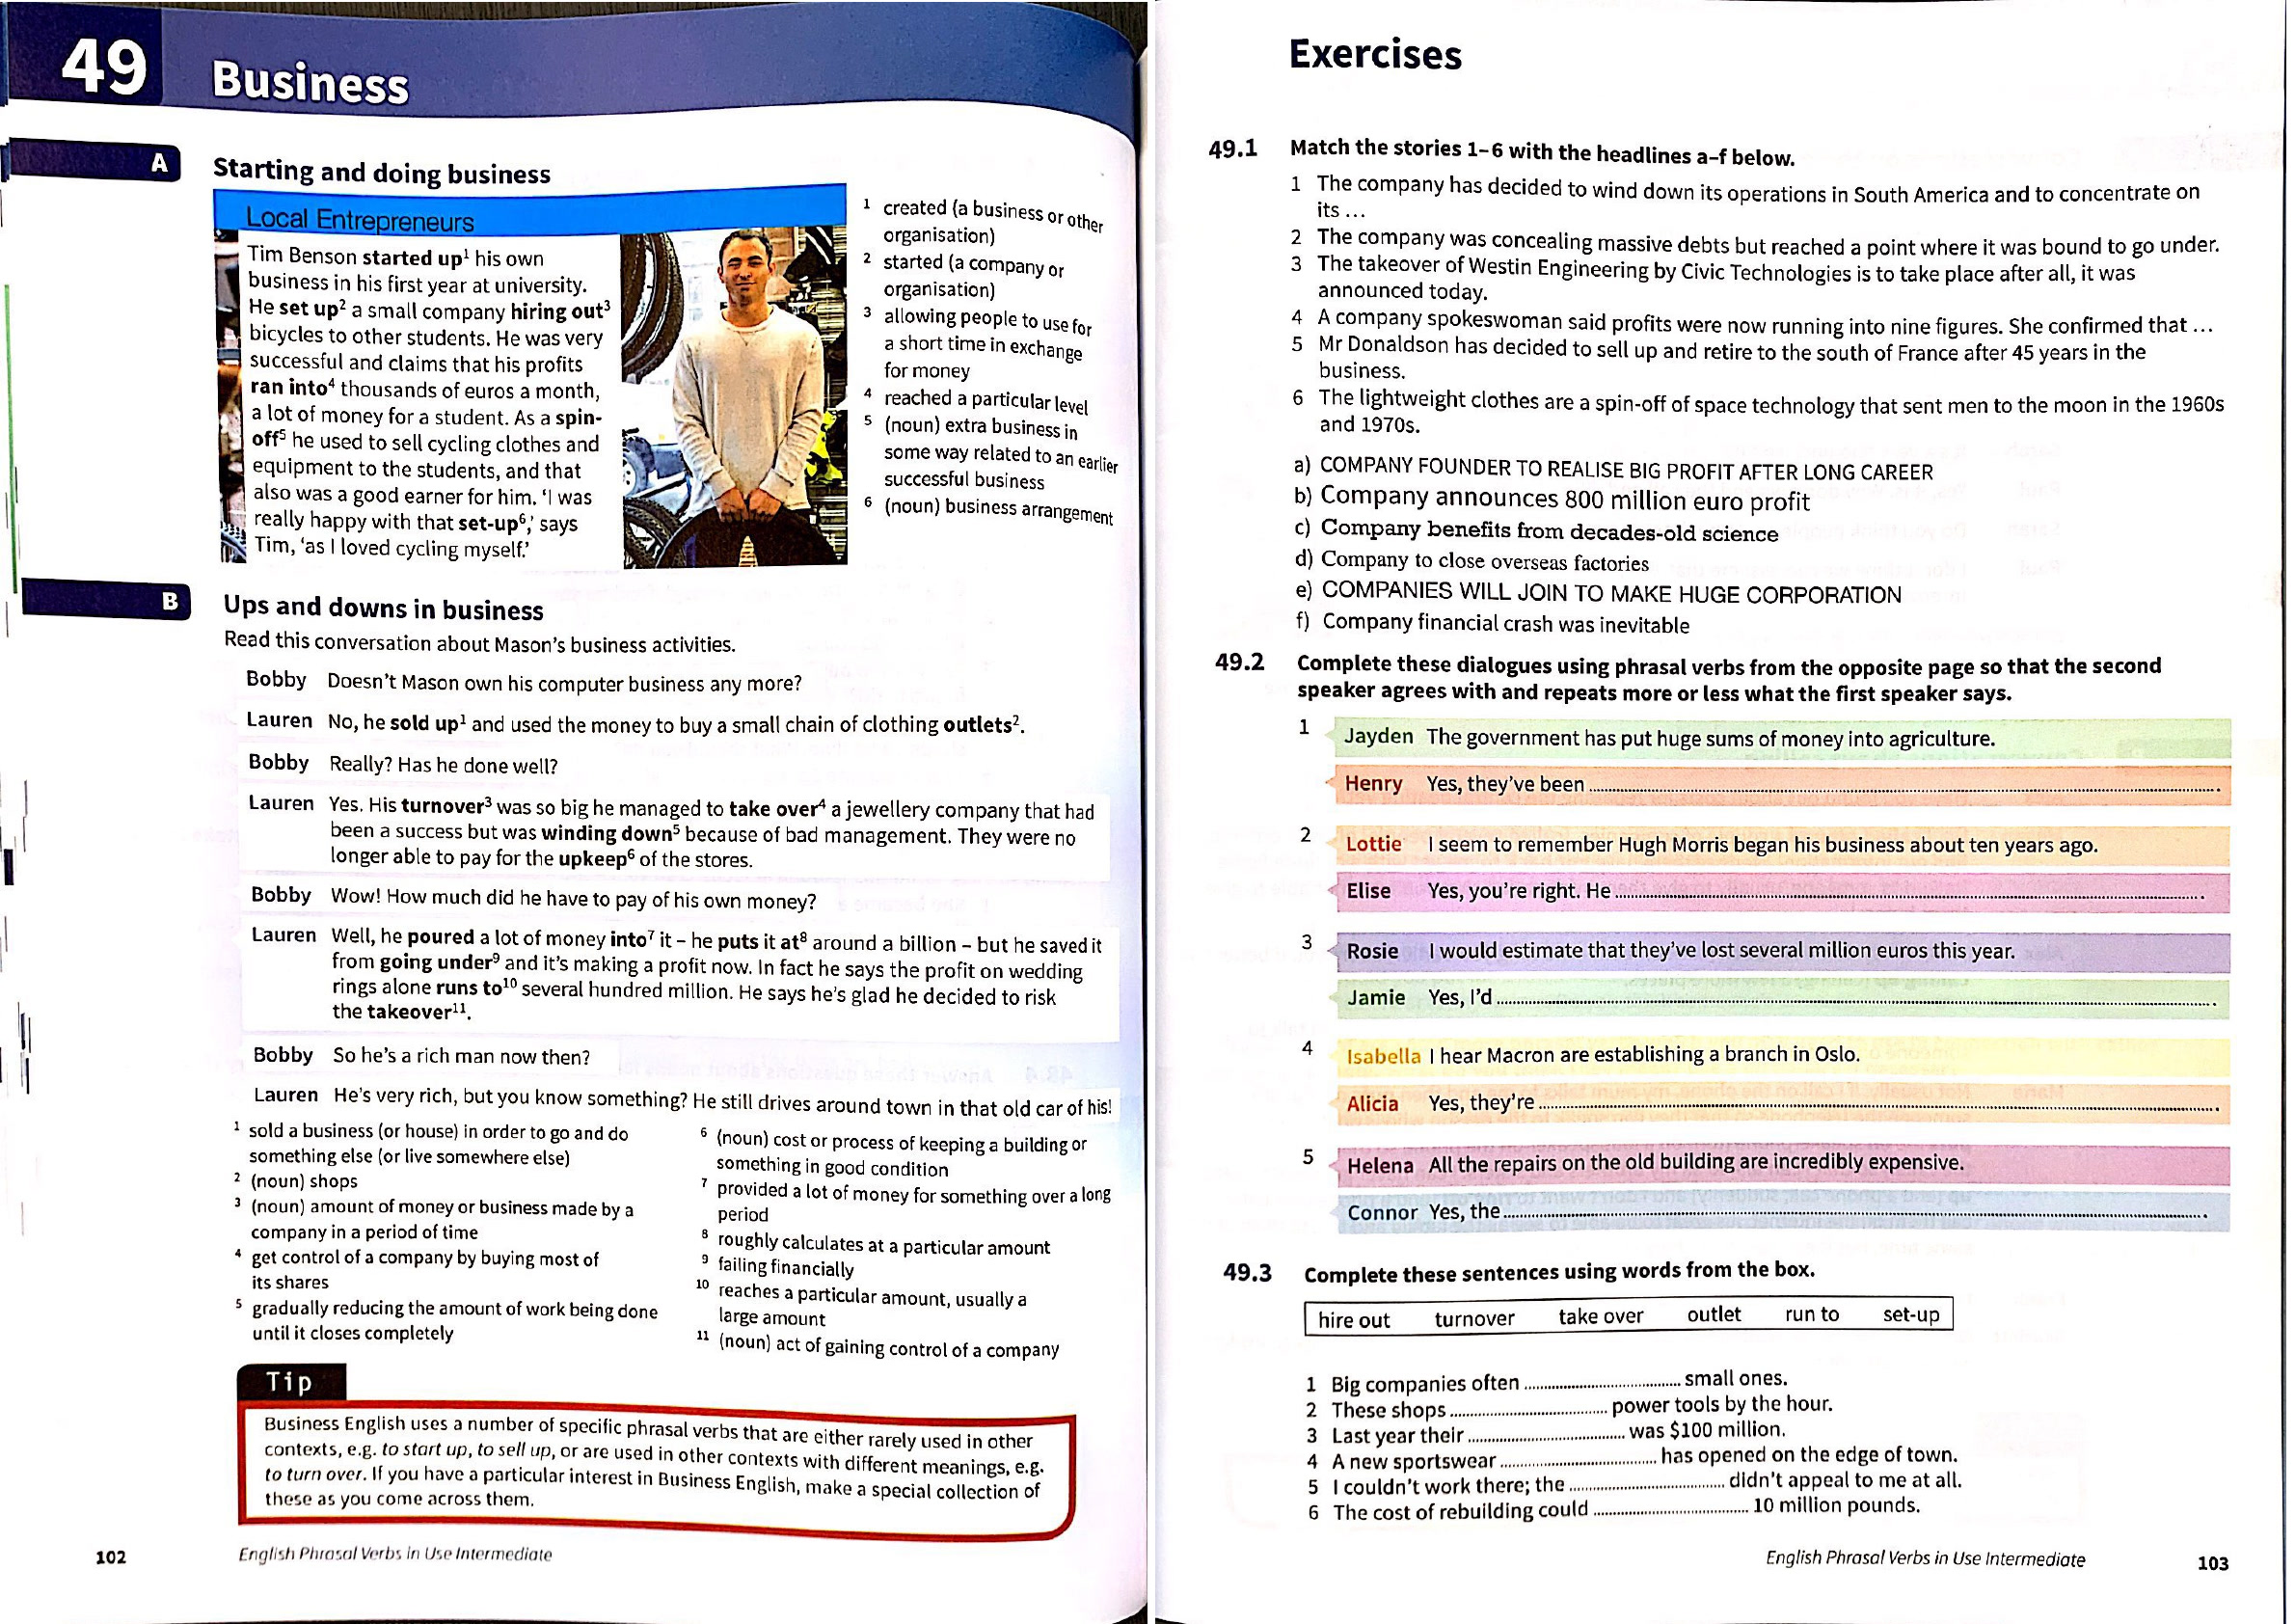 49 Business
A
Starting and doing business
Local Entrepreneurs
Tim Benson started up¹ his own
business in his first year at university.
He set up² a small company hiring out³
bicycles to other students. He was very
successful and claims that his profits
ran into⁴ thousands of euros a month,
a lot of money for a student. As a spin-
off⁵ he used to sell cycling clothes and
equipment to the students, and that
also was a good earner for him. ‘I was
really happy with that set-up⁶,’ says
Tim, ‘as I loved cycling myself.’
¹ created (a business or other
organisation)
² started (a company or
organisation)
³ allowing people to use for
a short time in exchange
for money
⁴ reached a particular level
⁵ (noun) extra business in
some way related to an earlier
successful business
⁶ (noun) business arrangement
B
Ups and downs in business
Read this conversation about Mason’s business activities.
Bobby Doesn’t Mason own his computer business any more?
Lauren No, he sold up¹ and used the money to buy a small chain of clothing outlets².
Bobby Really? Has he done well?
Lauren Yes. His turnover³ was so big he managed to take over⁴ a jewellery company that had
been a success but was winding down⁵ because of bad management. They were no
longer able to pay for the upkeep⁶ of the stores.
Bobby Wow! How much did he have to pay of his own money?
Lauren Well, he poured a lot of money into⁷ it – he puts it at⁸ around a billion – but he saved it
from going under⁹ and it’s making a profit now. In fact he says the profit on wedding
rings alone runs to¹⁰ several hundred million. He says he’s glad he decided to risk
the takeover¹¹.
Bobby So he’s a rich man now then?
Lauren He’s very rich, but you know something? He still drives around town in that old car of his!
¹ sold a business (or house) in order to go and do
something else (or live somewhere else)
² (noun) shops
³ (noun) amount of money or business made by a
company in a period of time
⁴ get control of a company by buying most of
its shares
⁵ gradually reducing the amount of work being done
until it closes completely
⁶ (noun) cost or process of keeping a building or
something in good condition
⁷ provided a lot of money for something over a long
period
⁸ roughly calculates at a particular amount
⁹ failing financially
¹⁰ reaches a particular amount, usually a
large amount
¹¹ (noun) act of gaining control of a company
Tip
Business English uses a number of specific phrasal verbs that are either rarely used in other
contexts, e.g. to start up, to sell up, or are used in other contexts with different meanings, e.g.
to turn over. If you have a particular interest in Business English, make a special collection of
these as you come across them.
102 English Phrasal Verbs in Use Intermediate
Exercises
49.1 Match the stories 1–6 with the headlines a–f below.
1 The company has decided to wind down its operations in South America and to concentrate on
its ...
2 The company was concealing massive debts but reached a point where it was bound to go under.
3 The takeover of Westin Engineering by Civic Technologies is to take place after all, it was
announced today.
4 A company spokeswoman said profits were now running into nine figures. She confirmed that ...
5 Mr Donaldson has decided to sell up and retire to the south of France after 45 years in the
business.
6 The lightweight clothes are a spin-off of space technology that sent men to the moon in the 1960s
and 1970s.
a) COMPANY FOUNDER TO REALISE BIG PROFIT AFTER LONG CAREER
b) Company announces 800 million euro profit
c) Company benefits from decades-old science
d) Company to close overseas factories
e) COMPANIES WILL JOIN TO MAKE HUGE CORPORATION
f) Company financial crash was inevitable
49.2 Complete these dialogues using phrasal verbs from the opposite page so that the second
speaker agrees with and repeats more or less what the first speaker says.
1 Jayden The government has put huge sums of money into agriculture.
Henry Yes, they’ve been ..........
2 Lottie I seem to remember Hugh Morris began his business about ten years ago.
Elise Yes, you’re right. He ..........
3 Rosie I would estimate that they’ve lost several million euros this year.
Jamie Yes, I’d ..........
4 Isabella I hear Macron are establishing a branch in Oslo.
Alicia Yes, they’re ..........
5 Helena All the repairs on the old building are incredibly expensive.
Connor Yes, the ..........
49.3 Complete these sentences using words from the box.
hire out turnover take over outlet run to set-up
1 Big companies often .......... small ones.
2 These shops .......... power tools by the hour.
3 Last year their .......... was $100 million.
4 A new sportswear .......... has opened on the edge of town.
5 I couldn’t work there; the .......... didn’t appeal to me at all.
6 The cost of rebuilding could .......... 10 million pounds.
English Phrasal Verbs in Use Intermediate 103